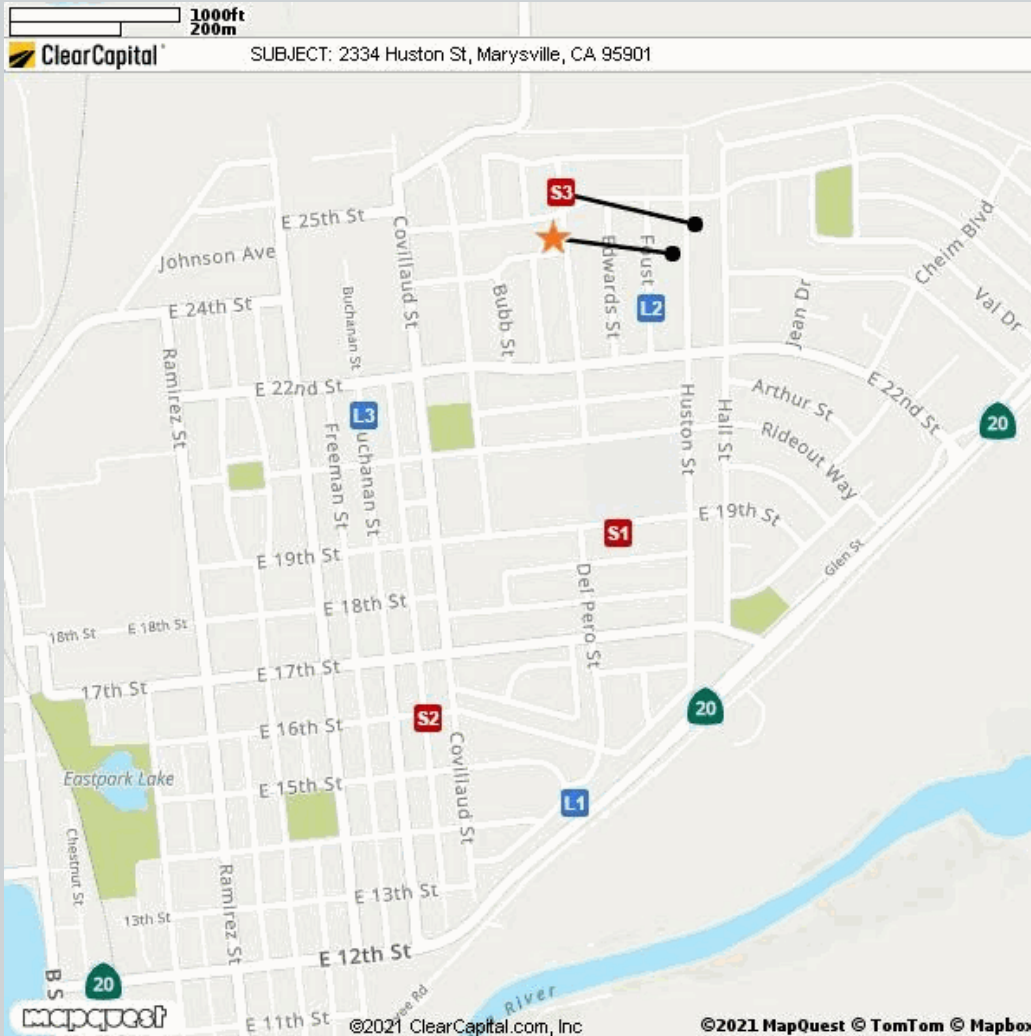 1000ft
200m
ClearCapital
SUBJECT: 2334 Huston St, Marysville, CA 95901
S3
E 25th St
Covillaud St
Johnson Ave
Edwards St
Foust
Cheim Blvd
Buchanan St
Bubb St
L2
Jean Dr
Val Dr
E 24th St
Ramirez St
E 22nd St
L3
Arthur St
E 22nd St
20
Huston St
Hall St
Freeman St
uchanan St
Rideout Way
S1
E 19th St
E 19th St
Glen St
Del Pero St
E 18th St
18th St
E 18th St
E 17th St
17th St
20
S2
E 16th St
Covillaud St
Eastpark Lake
E 15th St
L1
Chestnut St
Ramirez St
E 13th St
13th St
E 12th St
20
B S
River
E 11th St
mapquest
©2021 ClearCapital.com, Inc
©2021 MapQuest © TomTom © Mapbox